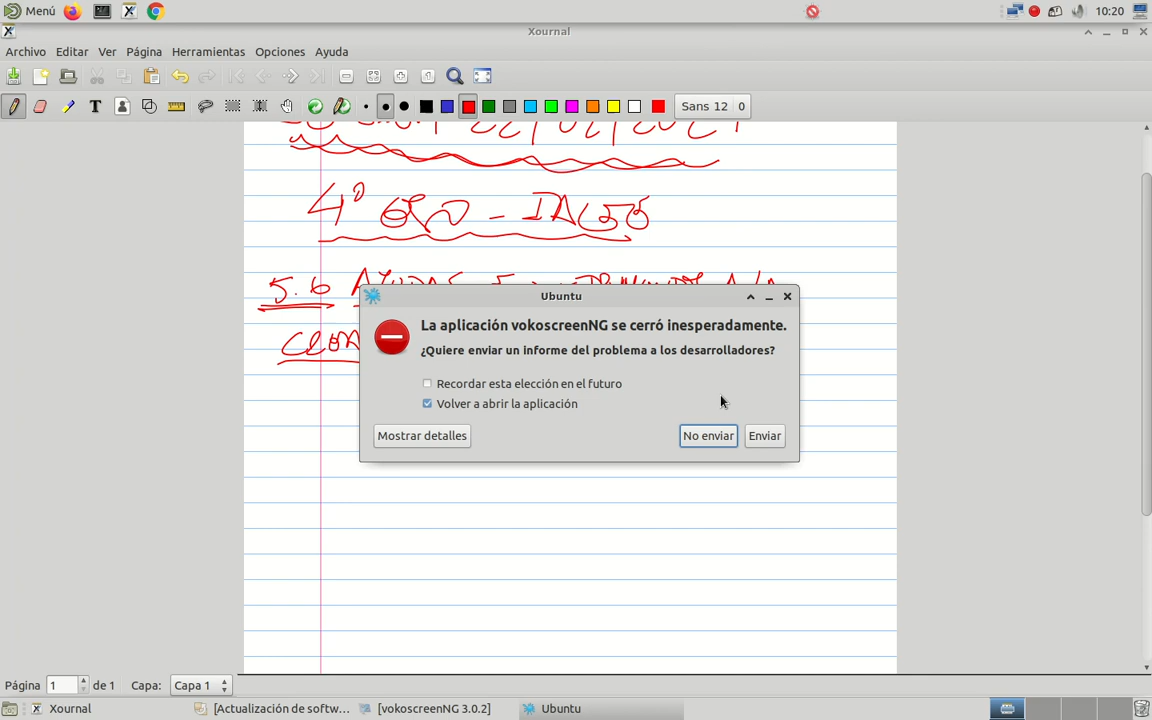 Menú 10:20
Xournal
Archivo Editar Ver Página Herramientas Opciones Ayuda
T Sans 12 0
4º ESO - INGSS
5.6 AYUDAS
Ubuntu
La aplicación vokoscreenNG se cerró inesperadamente.
¿Quiere enviar un informe del problema a los desarrolladores?
Recordar esta elección en el futuro
Volver a abrir la aplicación
Mostrar detalles No enviar Enviar
Página 1 de 1 Capa: Capa 1
Xournal [Actualización de softw... [vokoscreenNG 3.0.2] Ubuntu